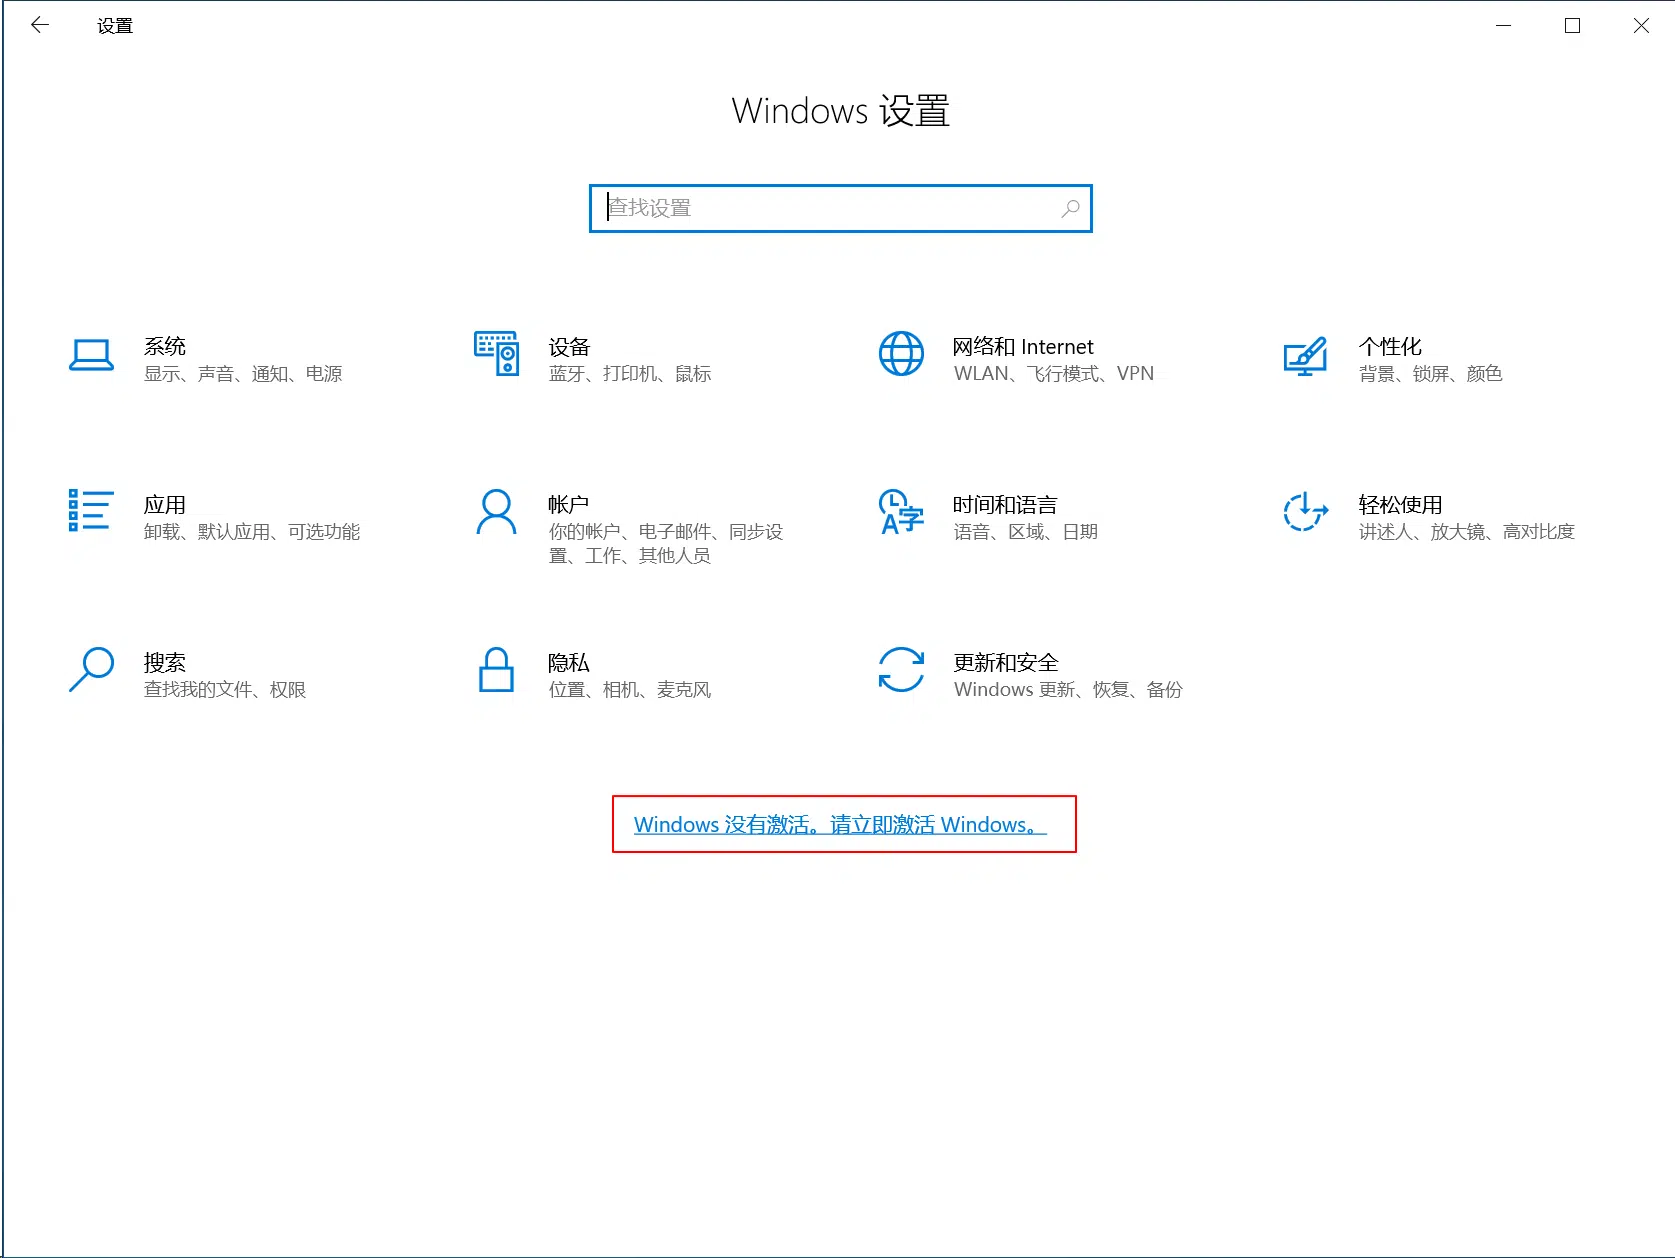 设置
Windows 设置
查找设置
系统
显示、声音、通知、电源
设备
蓝牙、打印机、鼠标
网络和 Internet
WLAN、飞行模式、VPN
个性化
背景、锁屏、颜色
应用
卸载、默认应用、可选功能
帐户
你的帐户、电子邮件、同步设
置、工作、其他人员
时间和语言
语音、区域、日期
轻松使用
讲述人、放大镜、高对比度
搜索
查找我的文件、权限
隐私
位置、相机、麦克风
更新和安全
Windows 更新、恢复、备份
Windows 没有激活。请立即激活 Windows。